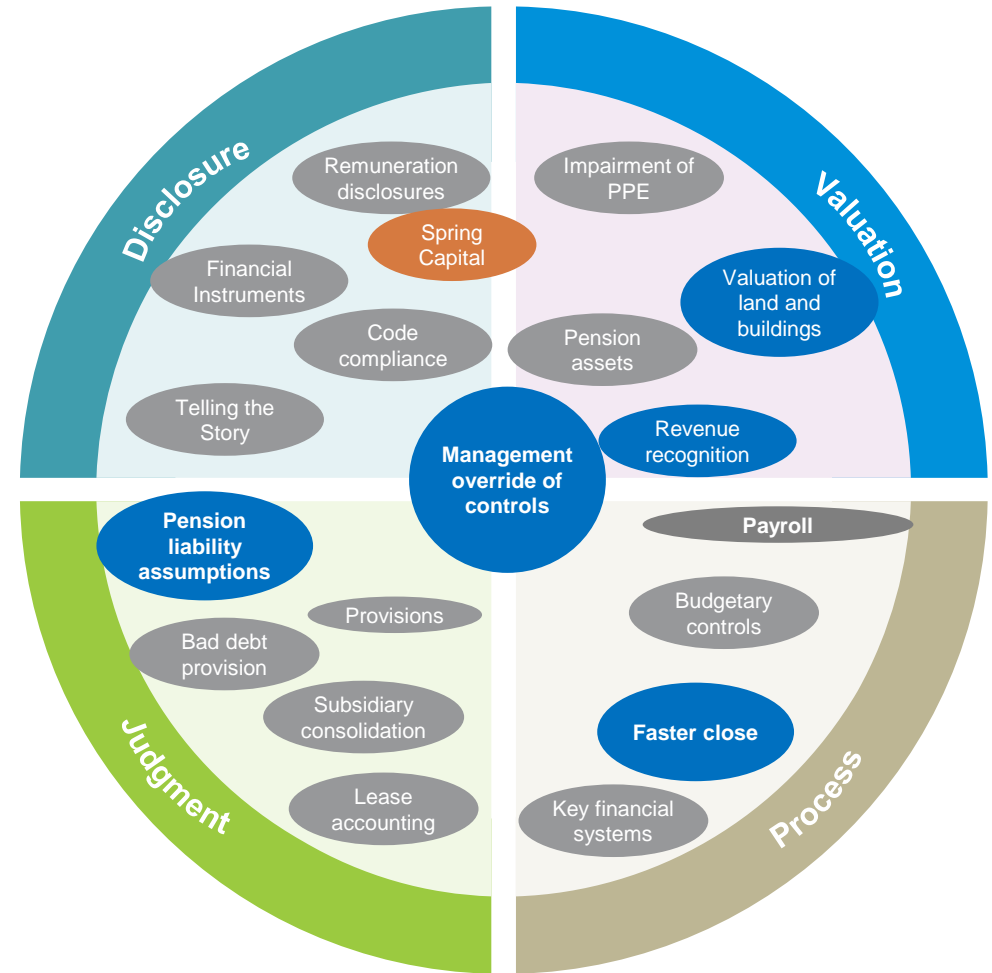 Disclosure
Remuneration
disclosures
Spring
Capital
Financial
Instruments
Code
compliance
Telling the
Story
Valuation
Impairment of
PPE
Valuation of
land and
buildings
Pension
assets
Revenue
recognition
Management
override of
controls
Judgment
Pension
liability
assumptions
Provisions
Bad debt
provision
Subsidiary
consolidation
Lease
accounting
Process
Payroll
Budgetary
controls
Faster close
Key financial
systems